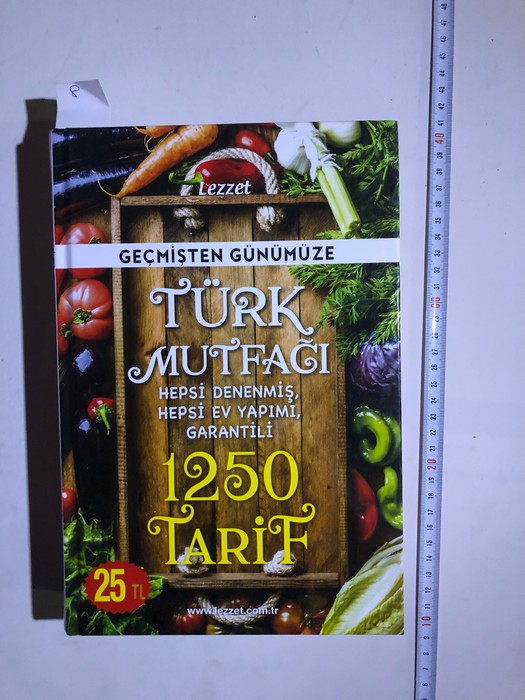 Lezzet
GEÇMİŞTEN GÜNÜMÜZE
TÜRK
MUTFAĞI
HEPSİ DENENMİŞ,
HEPSİ EV YAPIMI,
GARANTİLİ
1250
TARİF
25 TL
www.lezzet.com.tr